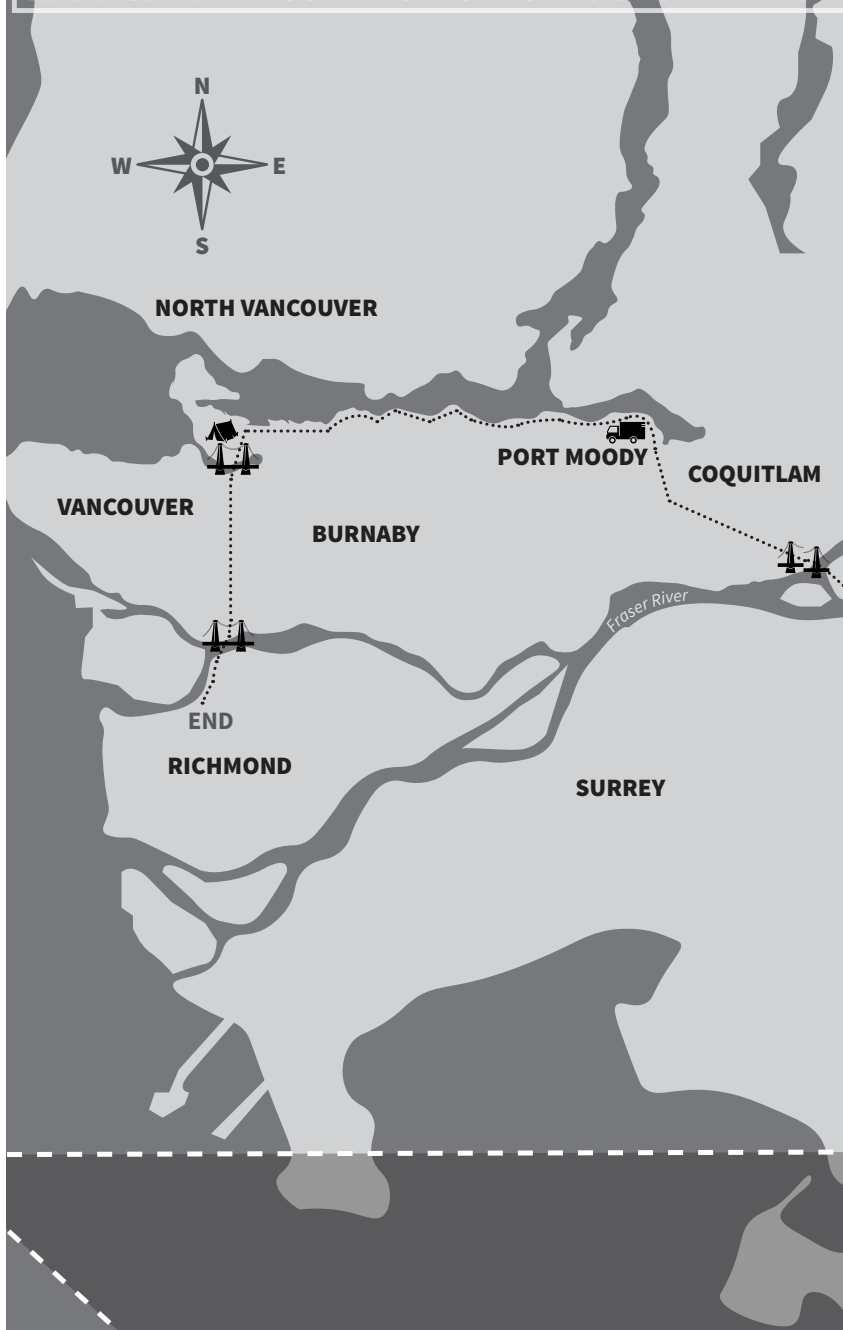 N
W E
S
NORTH VANCOUVER
PORT MOODY
COQUITLAM
VANCOUVER
BURNABY
Fraser River
END
RICHMOND
SURREY